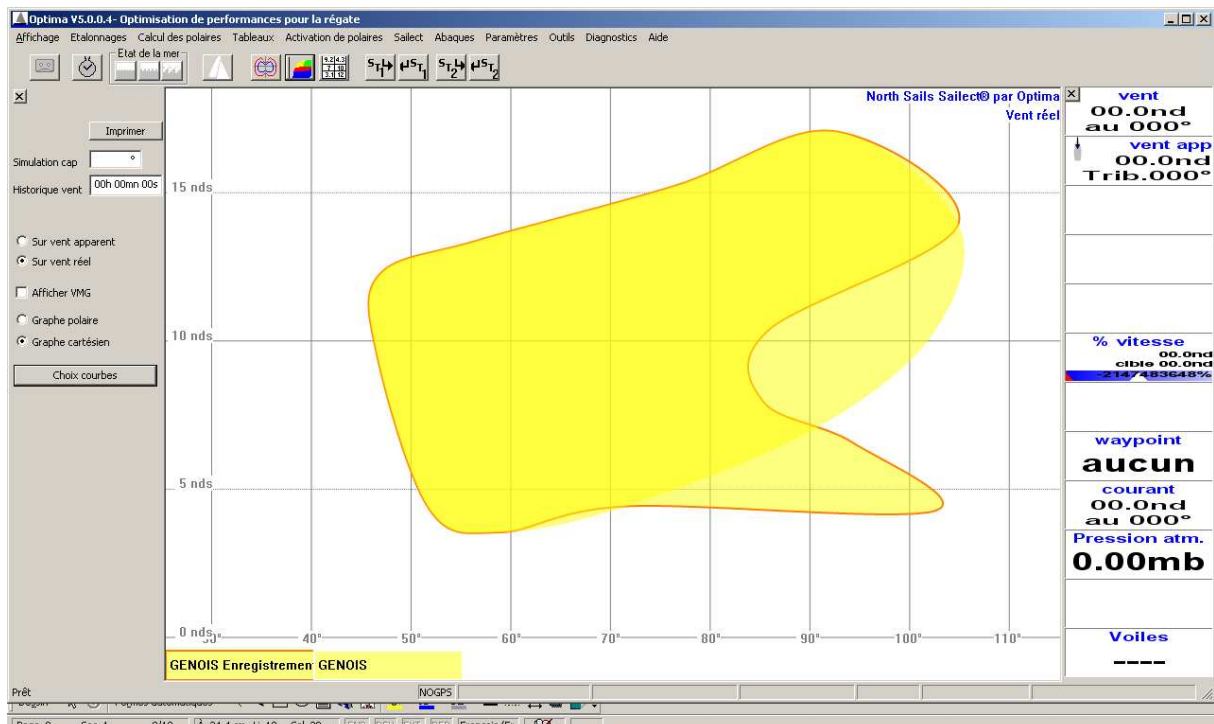 Optima V5.0.0.4- Optimisation de performances pour la régate
Affichage Etalonnages Calcul des polaires Tableaux Activation de polaires Sailect Abaques Paramètres Outils Diagnostics Aide
Etat de la mer
North Sails Sailect® par Optima
Vent réel
Imprimer
Simulation cap °
Historique vent 00h 00mn 00s
Sur vent apparent
Sur vent réel
Afficher VMG
Graphe polaire
Graphe cartésien
Choix courbes
15 nds
10 nds
5 nds
0 nds
40° 50° 60° 70° 80° 90° 100° 110°
GENOIS Enregistremen GENOIS
vent
00.0nd
au 000°
vent app
00.0nd
Trib.000°
% vitesse
00.0nd
cible 00.0nd
-2147483648%
waypoint
aucun
courant
00.0nd
au 000°
Pression atm.
0.00mb
Voiles
----
Prêt
NOGPS